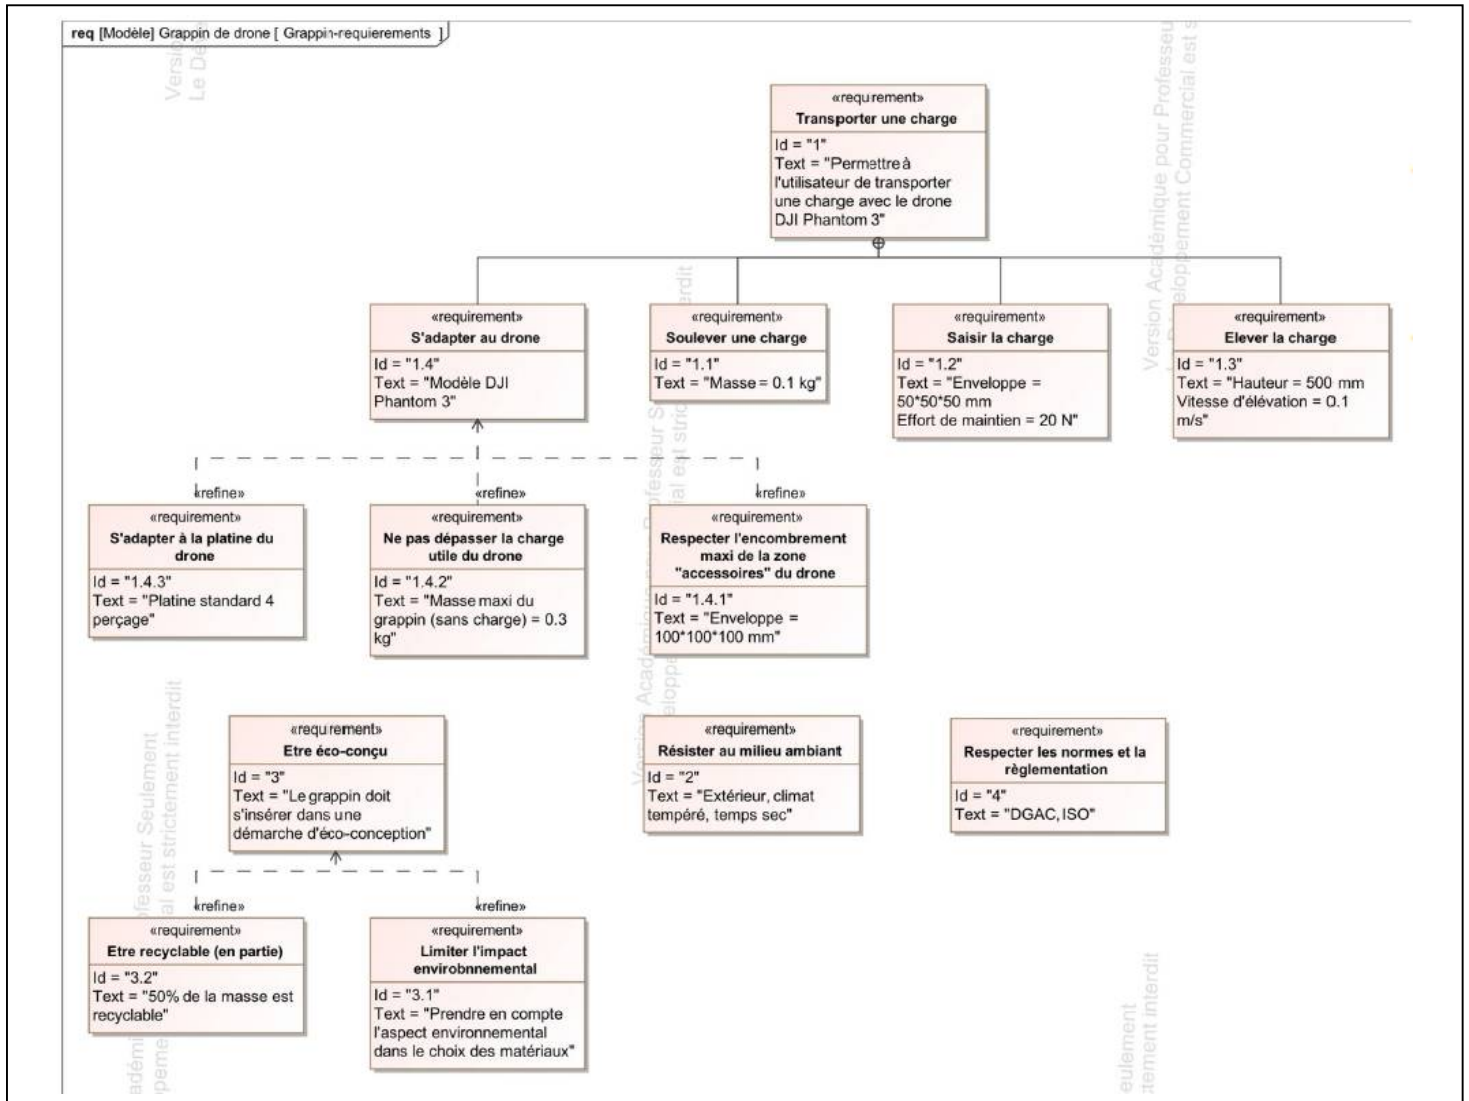 req [Modèle] Grappin de drone [ Grappin-requierements ]
«requirement»
Transporter une charge
Id = "1"
Text = "Permettre à
l'utilisateur de transporter
une charge avec le drone
DJI Phantom 3"
«requirement»
S'adapter au drone
Id = "1.4"
Text = "Modèle DJI
Phantom 3"
«requirement»
Soulever une charge
Id = "1.1"
Text = "Masse = 0.1 kg"
«requirement»
Saisir la charge
Id = "1.2"
Text = "Enveloppe =
50*50*50 mm
Effort de maintien = 20 N"
«requirement»
Elever la charge
Id = "1.3"
Text = "Hauteur = 500 mm
Vitesse d'élévation = 0.1
m/s"
«refine»
«refine»
«refine»
«requirement»
S'adapter à la platine du
drone
Id = "1.4.3"
Text = "Platine standard 4
perçage"
«requirement»
Ne pas dépasser la charge
utile du drone
Id = "1.4.2"
Text = "Masse maxi du
grappin (sans charge) = 0.3
kg"
«requirement»
Respecter l'encombrement
maxi de la zone
"accessoires" du drone
Id = "1.4.1"
Text = "Enveloppe =
100*100*100 mm"
«requirement»
Etre éco-conçu
Id = "3"
Text = "Le grappin doit
s'insérer dans une
démarche d'éco-conception"
«requirement»
Résister au milieu ambiant
Id = "2"
Text = "Extérieur, climat
tempéré, temps sec"
«requirement»
Respecter les normes et la
règlementation
Id = "4"
Text = "DGAC, ISO"
«refine»
«refine»
«requirement»
Etre recyclable (en partie)
Id = "3.2"
Text = "50% de la masse est
recyclable"
«requirement»
Limiter l'impact
envirobnnemental
Id = "3.1"
Text = "Prendre en compte
l'aspect environnemental
dans le choix des matériaux"
Version Académique pour Professeu